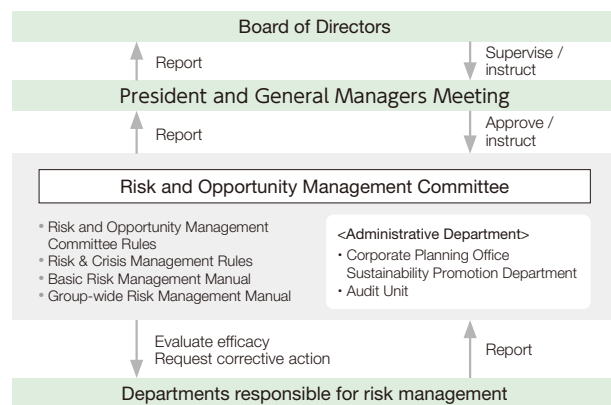 Board of Directors
Report
Supervise /
instruct
President and General Managers Meeting
Report
Approve /
instruct
Risk and Opportunity Management Committee
• Risk and Opportunity Management
Committee Rules
• Risk & Crisis Management Rules
• Basic Risk Management Manual
• Group-wide Risk Management Manual
<Administrative Department>
・Corporate Planning Office
Sustainability Promotion Department
・Audit Unit
Evaluate efficacy
Request corrective action
Report
Departments responsible for risk management